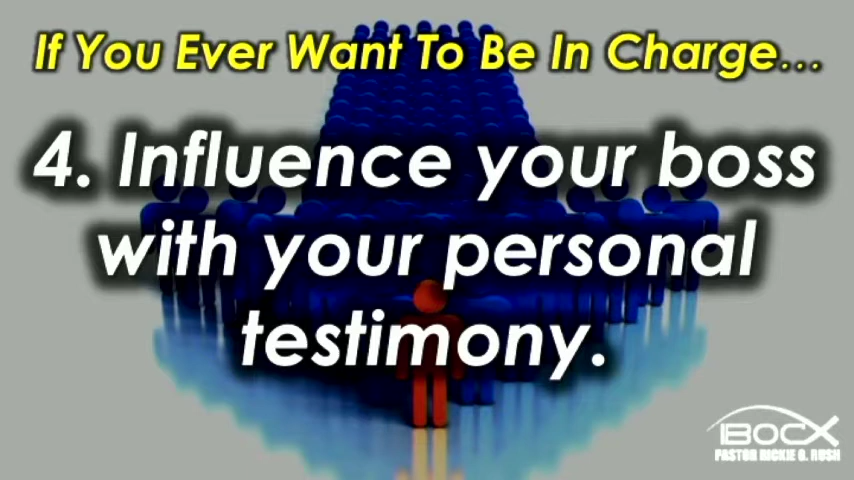 If You Ever Want To Be In Charge...
4. Influence your boss
with your personal
testimony.
IBOCX
PASTOR RICKIE G. RUSH